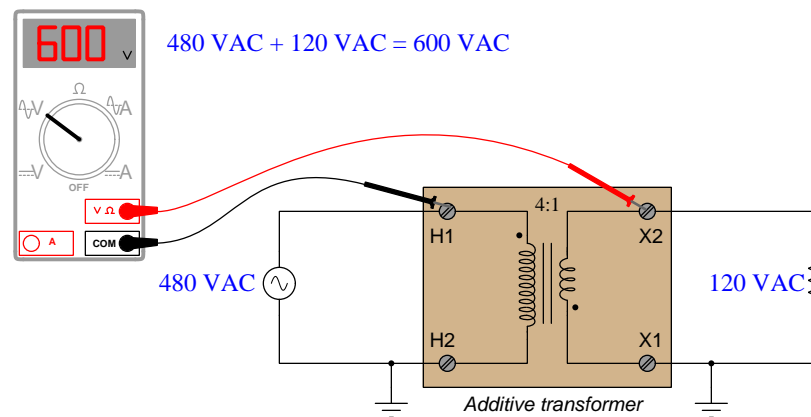 600 V
480 VAC + 120 VAC = 600 VAC
Ω
V A
V A
OFF
V Ω
A COM
4:1
H1 X2
480 VAC 120 VAC
H2 X1
Additive transformer